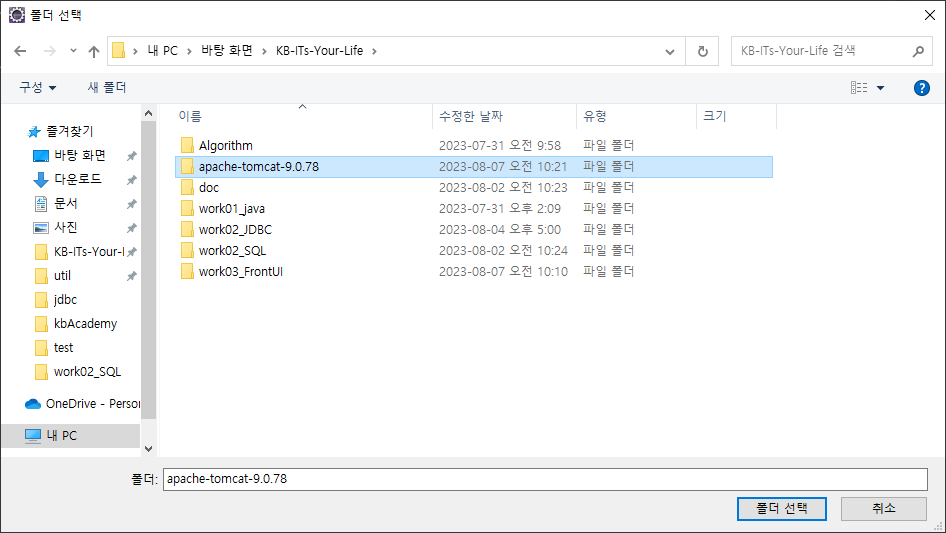 폴더 선택
내 PC > 바탕 화면 > KB-ITs-Your-Life >
KB-ITs-Your-Life 검색
구성
새 폴더
?
즐겨찾기
바탕 화면
다운로드
문서
사진
KB-ITs-Your-l
util
jdbc
kbAcademy
test
work02_SQL
OneDrive - Person
내 PC
이름 수정한 날짜 유형 크기
Algorithm 2023-07-31 오전 9:58 파일 폴더
apache-tomcat-9.0.78 2023-08-07 오전 10:21 파일 폴더
doc 2023-08-02 오전 10:23 파일 폴더
work01_java 2023-07-31 오후 2:09 파일 폴더
work02_JDBC 2023-08-04 오후 5:00 파일 폴더
work02_SQL 2023-08-02 오전 10:24 파일 폴더
work03_FrontUI 2023-08-07 오전 10:10 파일 폴더
폴더: apache-tomcat-9.0.78
폴더 선택
취소